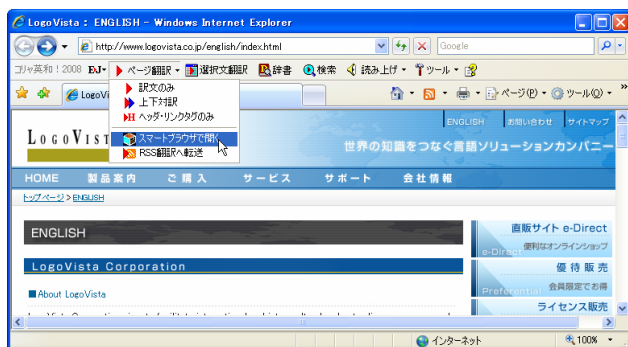 LogoVista : ENGLISH - Windows Internet Explorer
http://www.logovista.co.jp/english/index.html
Google
コリャ英和!2008 EJ ページ翻訳 選択文翻訳 辞書 検索 読み上げ ツール
訳文のみ
上下対訳
ヘッダ・リンクタグのみ
スマートブラウザで開く
RSS翻訳へ転送
LogoVi
ページ(P) ツール(O) »
ENGLISH お問い合わせ サイトマップ
LOGOVIST
世界の知識をつなぐ言語ソリューションカンパニー
HOME 製品案内 ご購入 サービス サポート 会社情報
トップページ > ENGLISH
ENGLISH
直販サイト e-Direct
e-Direct 便利なオンラインショップ
LogoVista Corporation
優待販売
Preferential 会員限定でお得
■About LogoVista
ライセンス販売
インターネット 100%